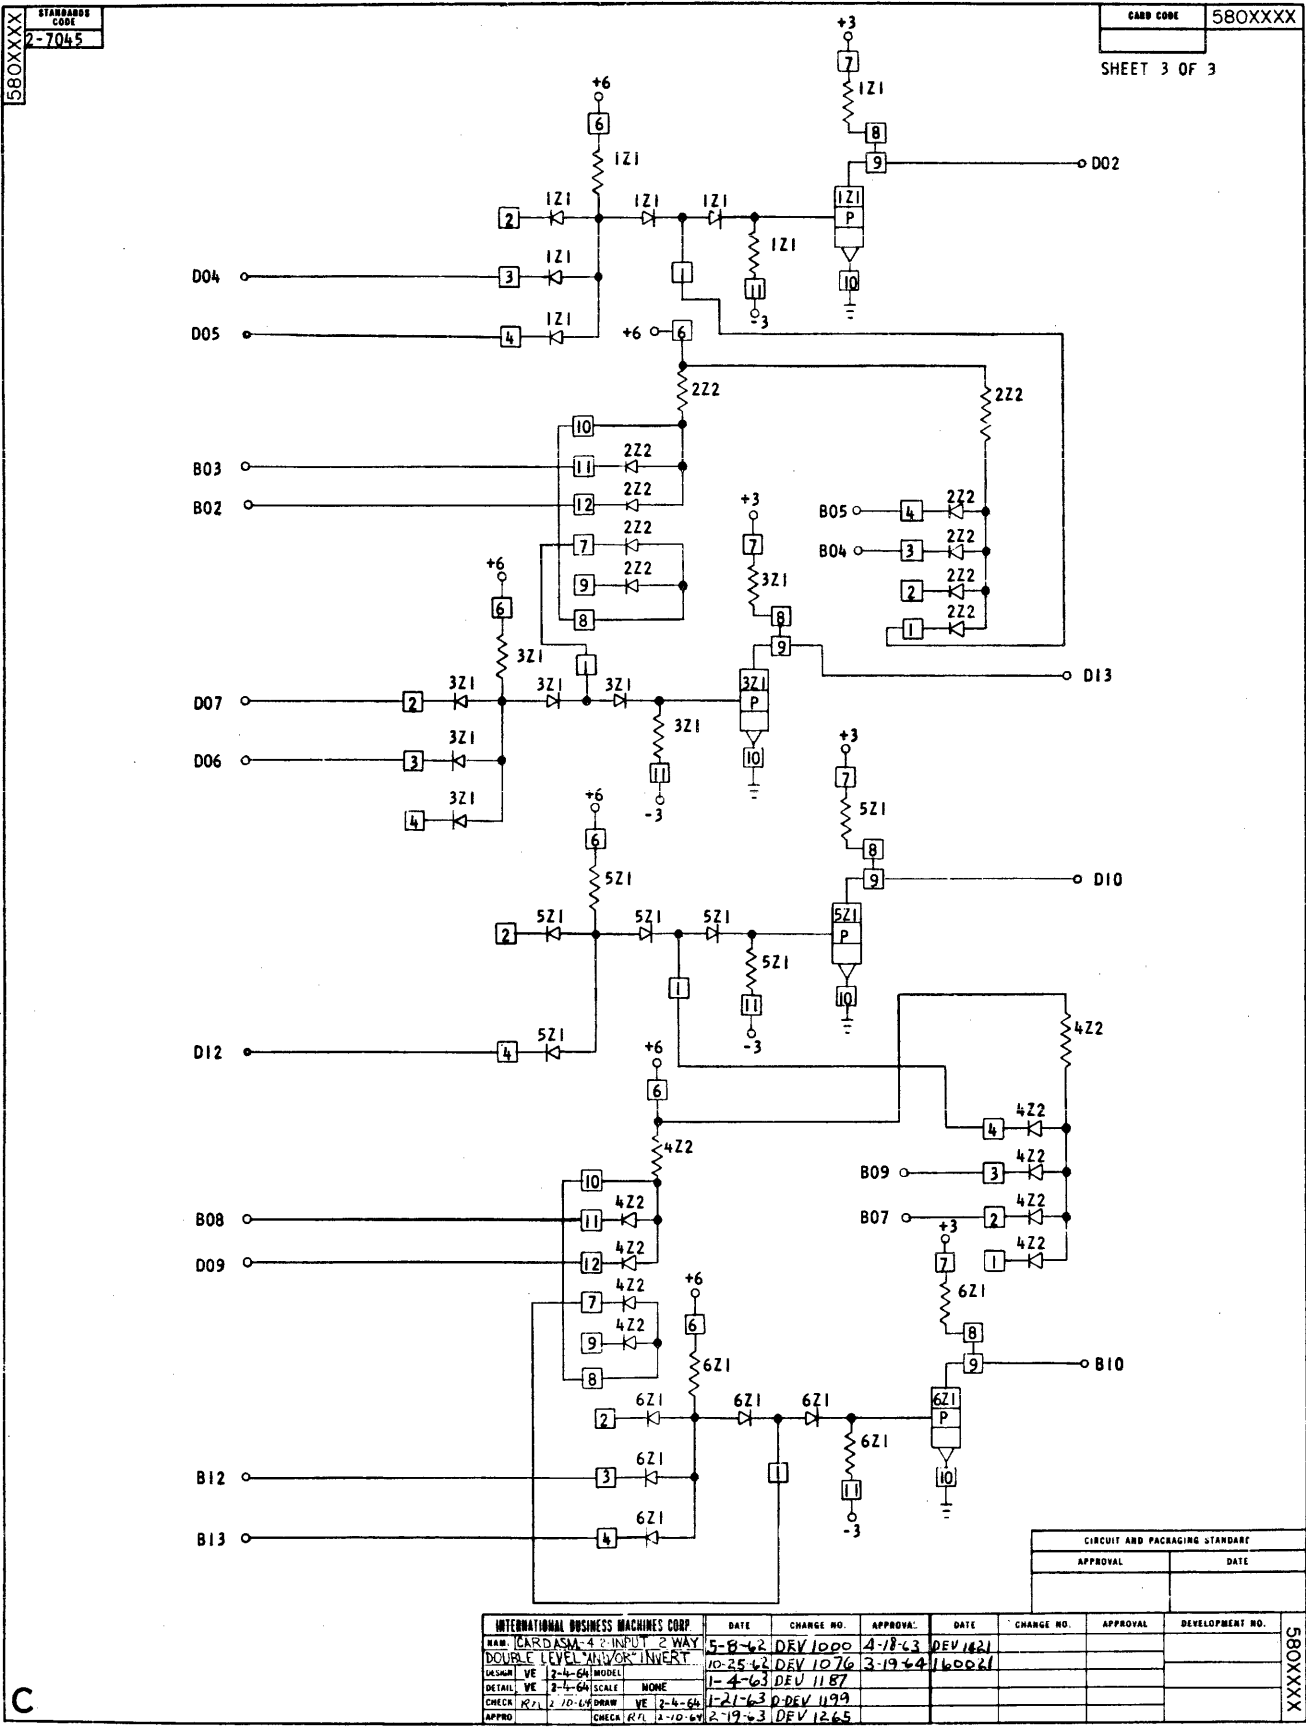 580XXXX
STANDARDS CODE
2-7045
CARD CODE 580XXXX
SHEET 3 OF 3
+3
7
1Z1
8
9
D02
+6
6
1Z1
1Z1
P
10
2
1Z1
1Z1
1Z1
1Z1
1
11
-3
D04
3
1Z1
D05
4
1Z1
+6
6
2Z2
2Z2
10
B03
11
2Z2
B02
12
2Z2
7
2Z2
9
2Z2
8
B05
4
2Z2
B04
3
2Z2
2
2Z2
1
2Z2
+3
7
3Z1
8
9
D13
+6
6
3Z1
1
3Z1
P
10
D07
2
3Z1
3Z1
3Z1
3Z1
11
-3
D06
3
3Z1
4
3Z1
+3
7
5Z1
8
9
D10
+6
6
5Z1
5Z1
P
10
2
5Z1
5Z1
5Z1
5Z1
1
11
-3
D12
4
5Z1
+6
6
4Z2
4Z2
4
4Z2
B09
3
4Z2
B07
2
4Z2
1
4Z2
10
B08
11
4Z2
D09
12
4Z2
7
4Z2
9
4Z2
8
+3
7
6Z1
8
9
B10
+6
6
6Z1
6Z1
P
10
2
6Z1
6Z1
6Z1
6Z1
1
11
-3
B12
3
6Z1
B13
4
6Z1
CIRCUIT AND PACKAGING STANDARD
APPROVAL DATE
INTERNATIONAL BUSINESS MACHINES CORP.
NAME CARD ASM-4 2-INPUT 2 WAY
DOUBLE LEVEL "AN\/OR" INVERT
DESIGN VE 2-4-64 MODEL
DETAIL VE 2-4-64 SCALE NONE
CHECK 2-10-64 DRAW VE 2-4-64
APPRO CHECK 2-10-64
DATE CHANGE NO. APPROVAL DATE CHANGE NO. APPROVAL DEVELOPMENT NO.
5-8-62 DEV 1000 4-18-63 DEV 1421
10-25-62 DEV 1076 3-19-64 160021
1-4-63 DEV 1187
1-21-63 D-DEV 1199
2-19-63 DEV 1265
580XXXX
C